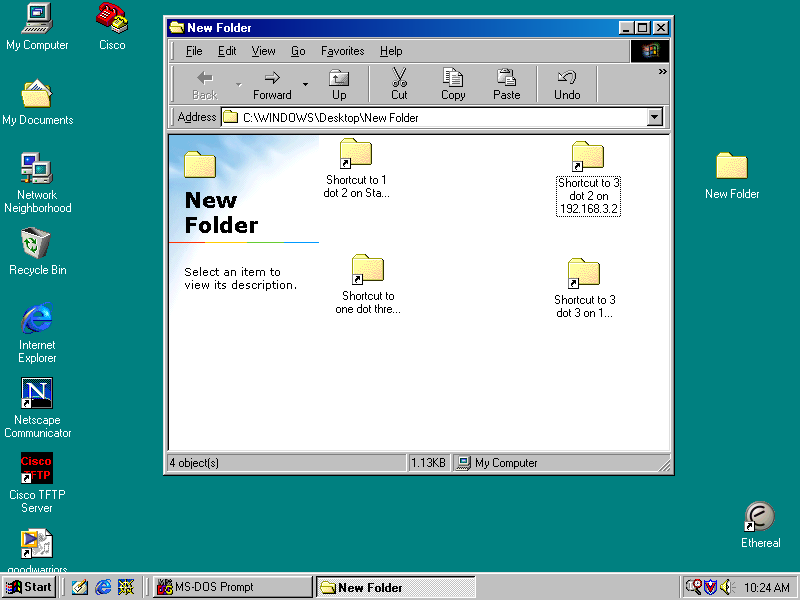 My Computer
Cisco
My Documents
Network
Neighborhood
Recycle Bin
Internet
Explorer
Netscape
Communicator
Cisco
TFTP
Cisco TFTP
Server
goodwarriors
New Folder
File Edit View Go Favorites Help
Back Forward Up Cut Copy Paste Undo
»
Address C:\WINDOWS\Desktop\New Folder
New
Folder
Select an item to
view its description.
Shortcut to 1
dot 2 on Sta...
Shortcut to 3
dot 2 on
192.168.3.2
Shortcut to
one dot thre...
Shortcut to 3
dot 3 on 1...
4 object(s) 1.13KB My Computer
New Folder
Ethereal
Start MS-DOS Prompt New Folder 10:24 AM